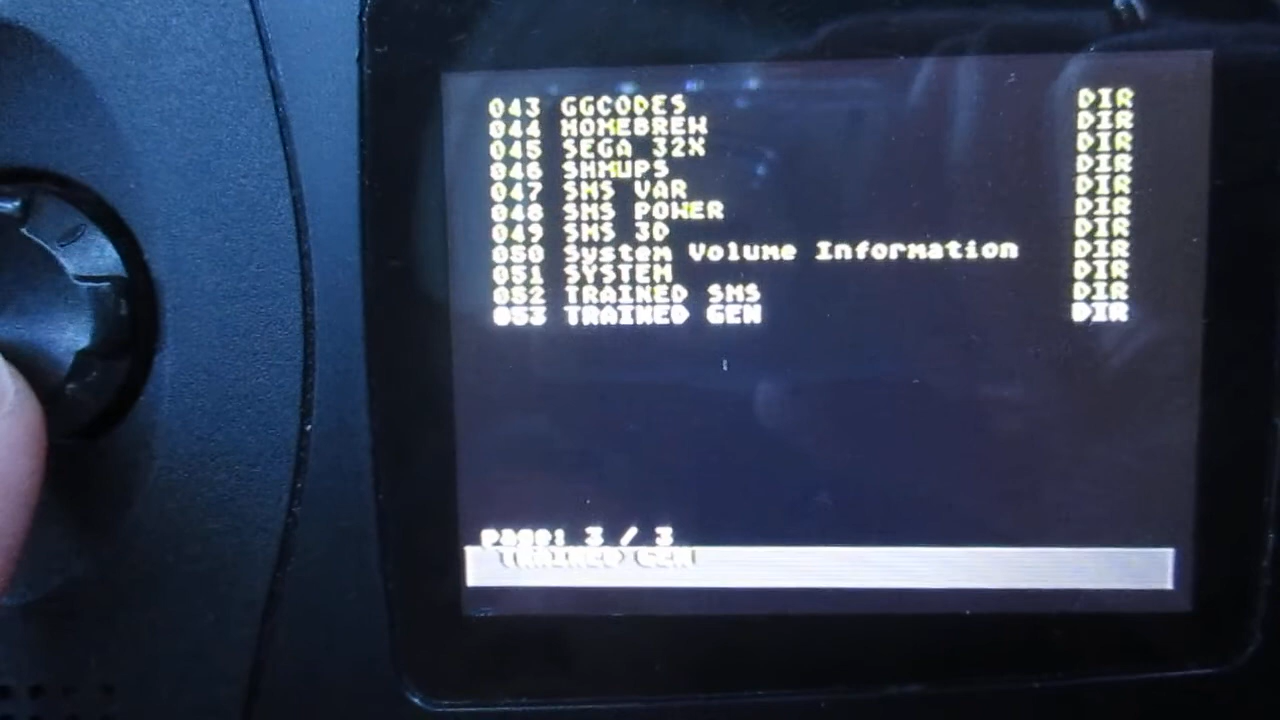 043 GGCODES DIR
044 HOMEBREW DIR
045 SEGA 32X DIR
046 SHMUPS DIR
047 SMS VAR DIR
048 SMS POWER DIR
049 SMS 3D DIR
050 System Volume Information DIR
051 SYSTEM DIR
052 TRAINED SMS DIR
053 TRAINED GEN DIR
page: 3 / 3
TRAINED GEN